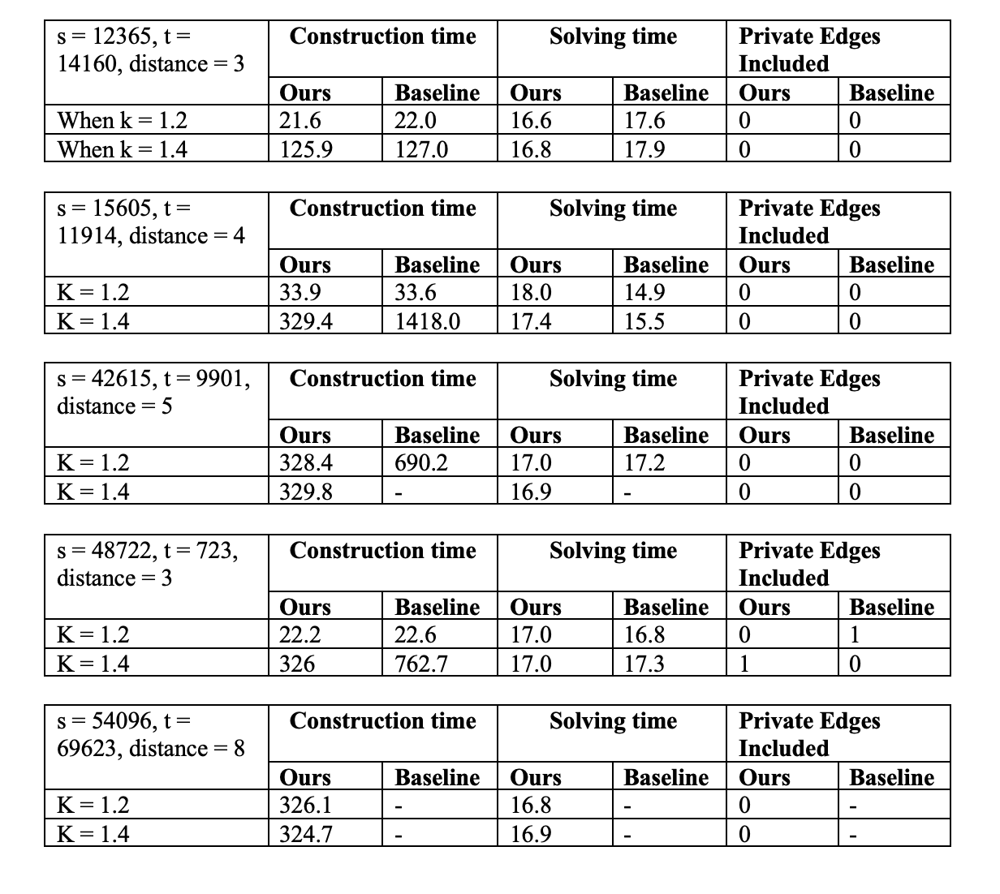 s = 12365, t = Construction time Solving time Private Edges
14160, distance = 3 Included
Ours Baseline Ours Baseline Ours Baseline
When k = 1.2 21.6 22.0 16.6 17.6 0 0
When k = 1.4 125.9 127.0 16.8 17.9 0 0
s = 15605, t = Construction time Solving time Private Edges
11914, distance = 4 Included
Ours Baseline Ours Baseline Ours Baseline
K = 1.2 33.9 33.6 18.0 14.9 0 0
K = 1.4 329.4 1418.0 17.4 15.5 0 0
s = 42615, t = 9901, Construction time Solving time Private Edges
distance = 5 Included
Ours Baseline Ours Baseline Ours Baseline
K = 1.2 328.4 690.2 17.0 17.2 0 0
K = 1.4 329.8 - 16.9 - 0 0
s = 48722, t = 723, Construction time Solving time Private Edges
distance = 3 Included
Ours Baseline Ours Baseline Ours Baseline
K = 1.2 22.2 22.6 17.0 16.8 0 1
K = 1.4 326 762.7 17.0 17.3 1 0
s = 54096, t = Construction time Solving time Private Edges
69623, distance = 8 Included
Ours Baseline Ours Baseline Ours Baseline
K = 1.2 326.1 - 16.8 - 0 -
K = 1.4 324.7 - 16.9 - 0 -